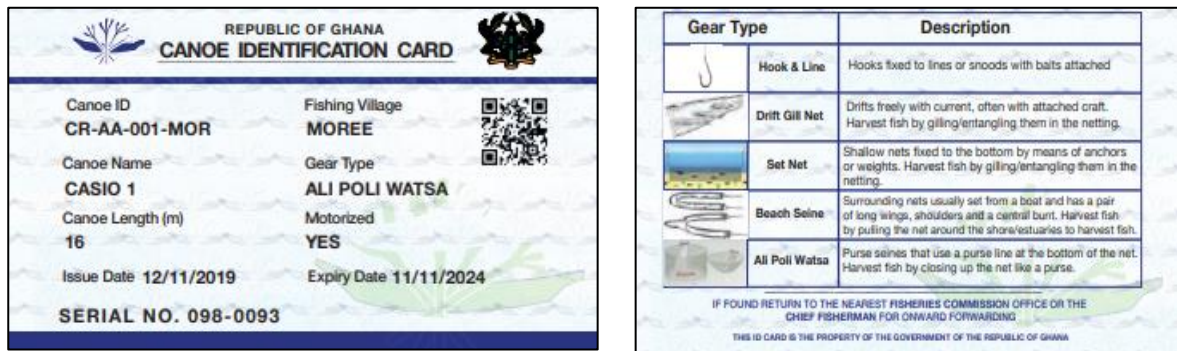 REPUBLIC OF GHANA
CANOE IDENTIFICATION CARD
Canoe ID
CR-AA-001-MOR
Fishing Village
MOREE
Canoe Name
CASIO 1
Gear Type
ALI POLI WATSA
Canoe Length (m)
16
Motorized
YES
Issue Date 12/11/2019
Expiry Date 11/11/2024
SERIAL NO. 098-0093
Gear Type
Description
Hook & Line
Hooks fixed to lines or snoods with baits attached
Drift Gill Net
Drifts freely with current, often with attached craft.
Harvest fish by gilling/entangling them in the netting.
Set Net
Shallow nets fixed to the bottom by means of anchors
or weights. Harvest fish by gilling/entangling them in the
netting.
Beach Seine
Surrounding nets usually set from a boat and has a pair
of long wings, shoulders and a central bunt. Harvest fish
by pulling the net around the shore/estuaries to harvest fish.
Ali Poli Watsa
Purse seines that use a purse line at the bottom of the net.
Harvest fish by closing up the net like a purse.
IF FOUND RETURN TO THE NEAREST FISHERIES COMMISSION OFFICE OR THE
CHIEF FISHERMAN FOR ONWARD FORWARDING
THIS ID CARD IS THE PROPERTY OF THE GOVERNMENT OF THE REPUBLIC OF GHANA